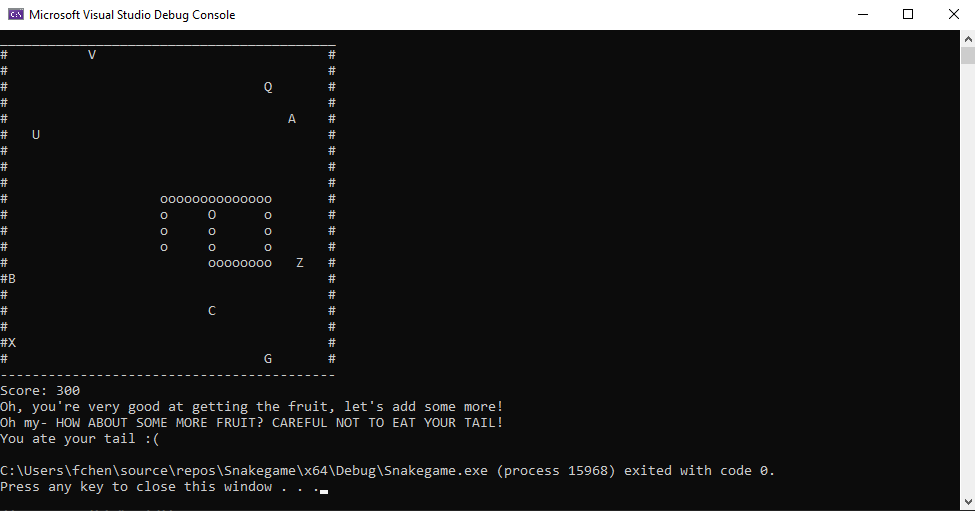 Microsoft Visual Studio Debug Console
__________________________________________
#          V                             #
#                                        #
#                                Q       #
#                                        #
#                                   A    #
#   U                                    #
#                                        #
#                                        #
#                                        #
#                   oooooooooooooo       #
#                   o     O      o       #
#                   o     o      o       #
#                   o     o      o       #
#                         oooooooo   Z   #
#B                                       #
#                                        #
#                         C              #
#                                        #
#X                                       #
#                                G       #
------------------------------------------
Score: 300
Oh, you're very good at getting the fruit, let's add some more!
Oh my- HOW ABOUT SOME MORE FRUIT? CAREFUL NOT TO EAT YOUR TAIL!
You ate your tail :(
C:\Users\fchen\source\repos\Snakegame\x64\Debug\Snakegame.exe (process 15968) exited with code 0.
Press any key to close this window . . .